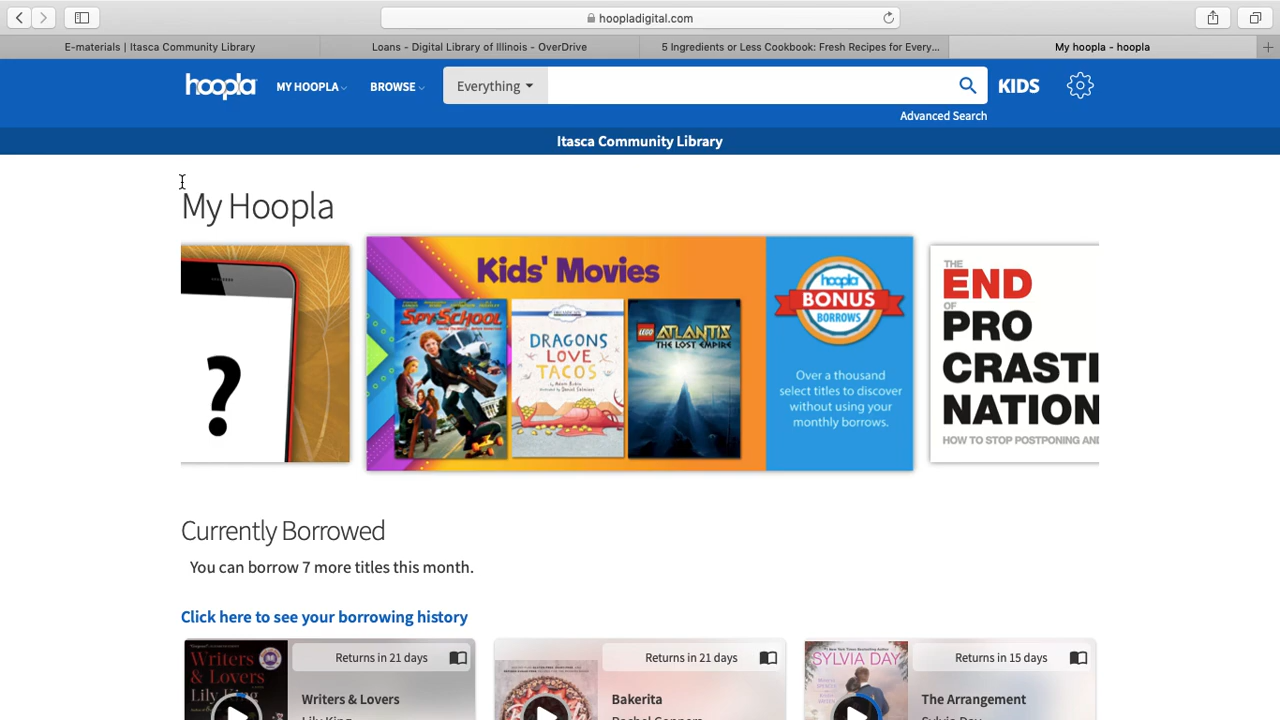 hoopladigital.com
E-materials | Itasca Community Library
Loans - Digital Library of Illinois - OverDrive
5 Ingredients or Less Cookbook: Fresh Recipes for Every...
My hoopla - hoopla
hoopla
MY HOOPLA
BROWSE
Everything
KIDS
Advanced Search
Itasca Community Library
My Hoopla
?
Kids' Movies
SPY SCHOOL
DRAGONS
LOVE
TACOS
LEGO ATLANTIS
THE LOST EMPIRE
hoopla
BONUS
BORROWS
Over a thousand
select titles to discover
without using your
monthly borrows.
THE
END
OF
PRO
CRASTI
NATION
HOW TO STOP POSTPONING AND
Currently Borrowed
You can borrow 7 more titles this month.
Click here to see your borrowing history
Writers &
Lovers
Lily King
Returns in 21 days
Writers & Lovers
Lily King
Returns in 21 days
Bakerita
SYLVIA DAY
Returns in 15 days
The Arrangement
Sylvia Day